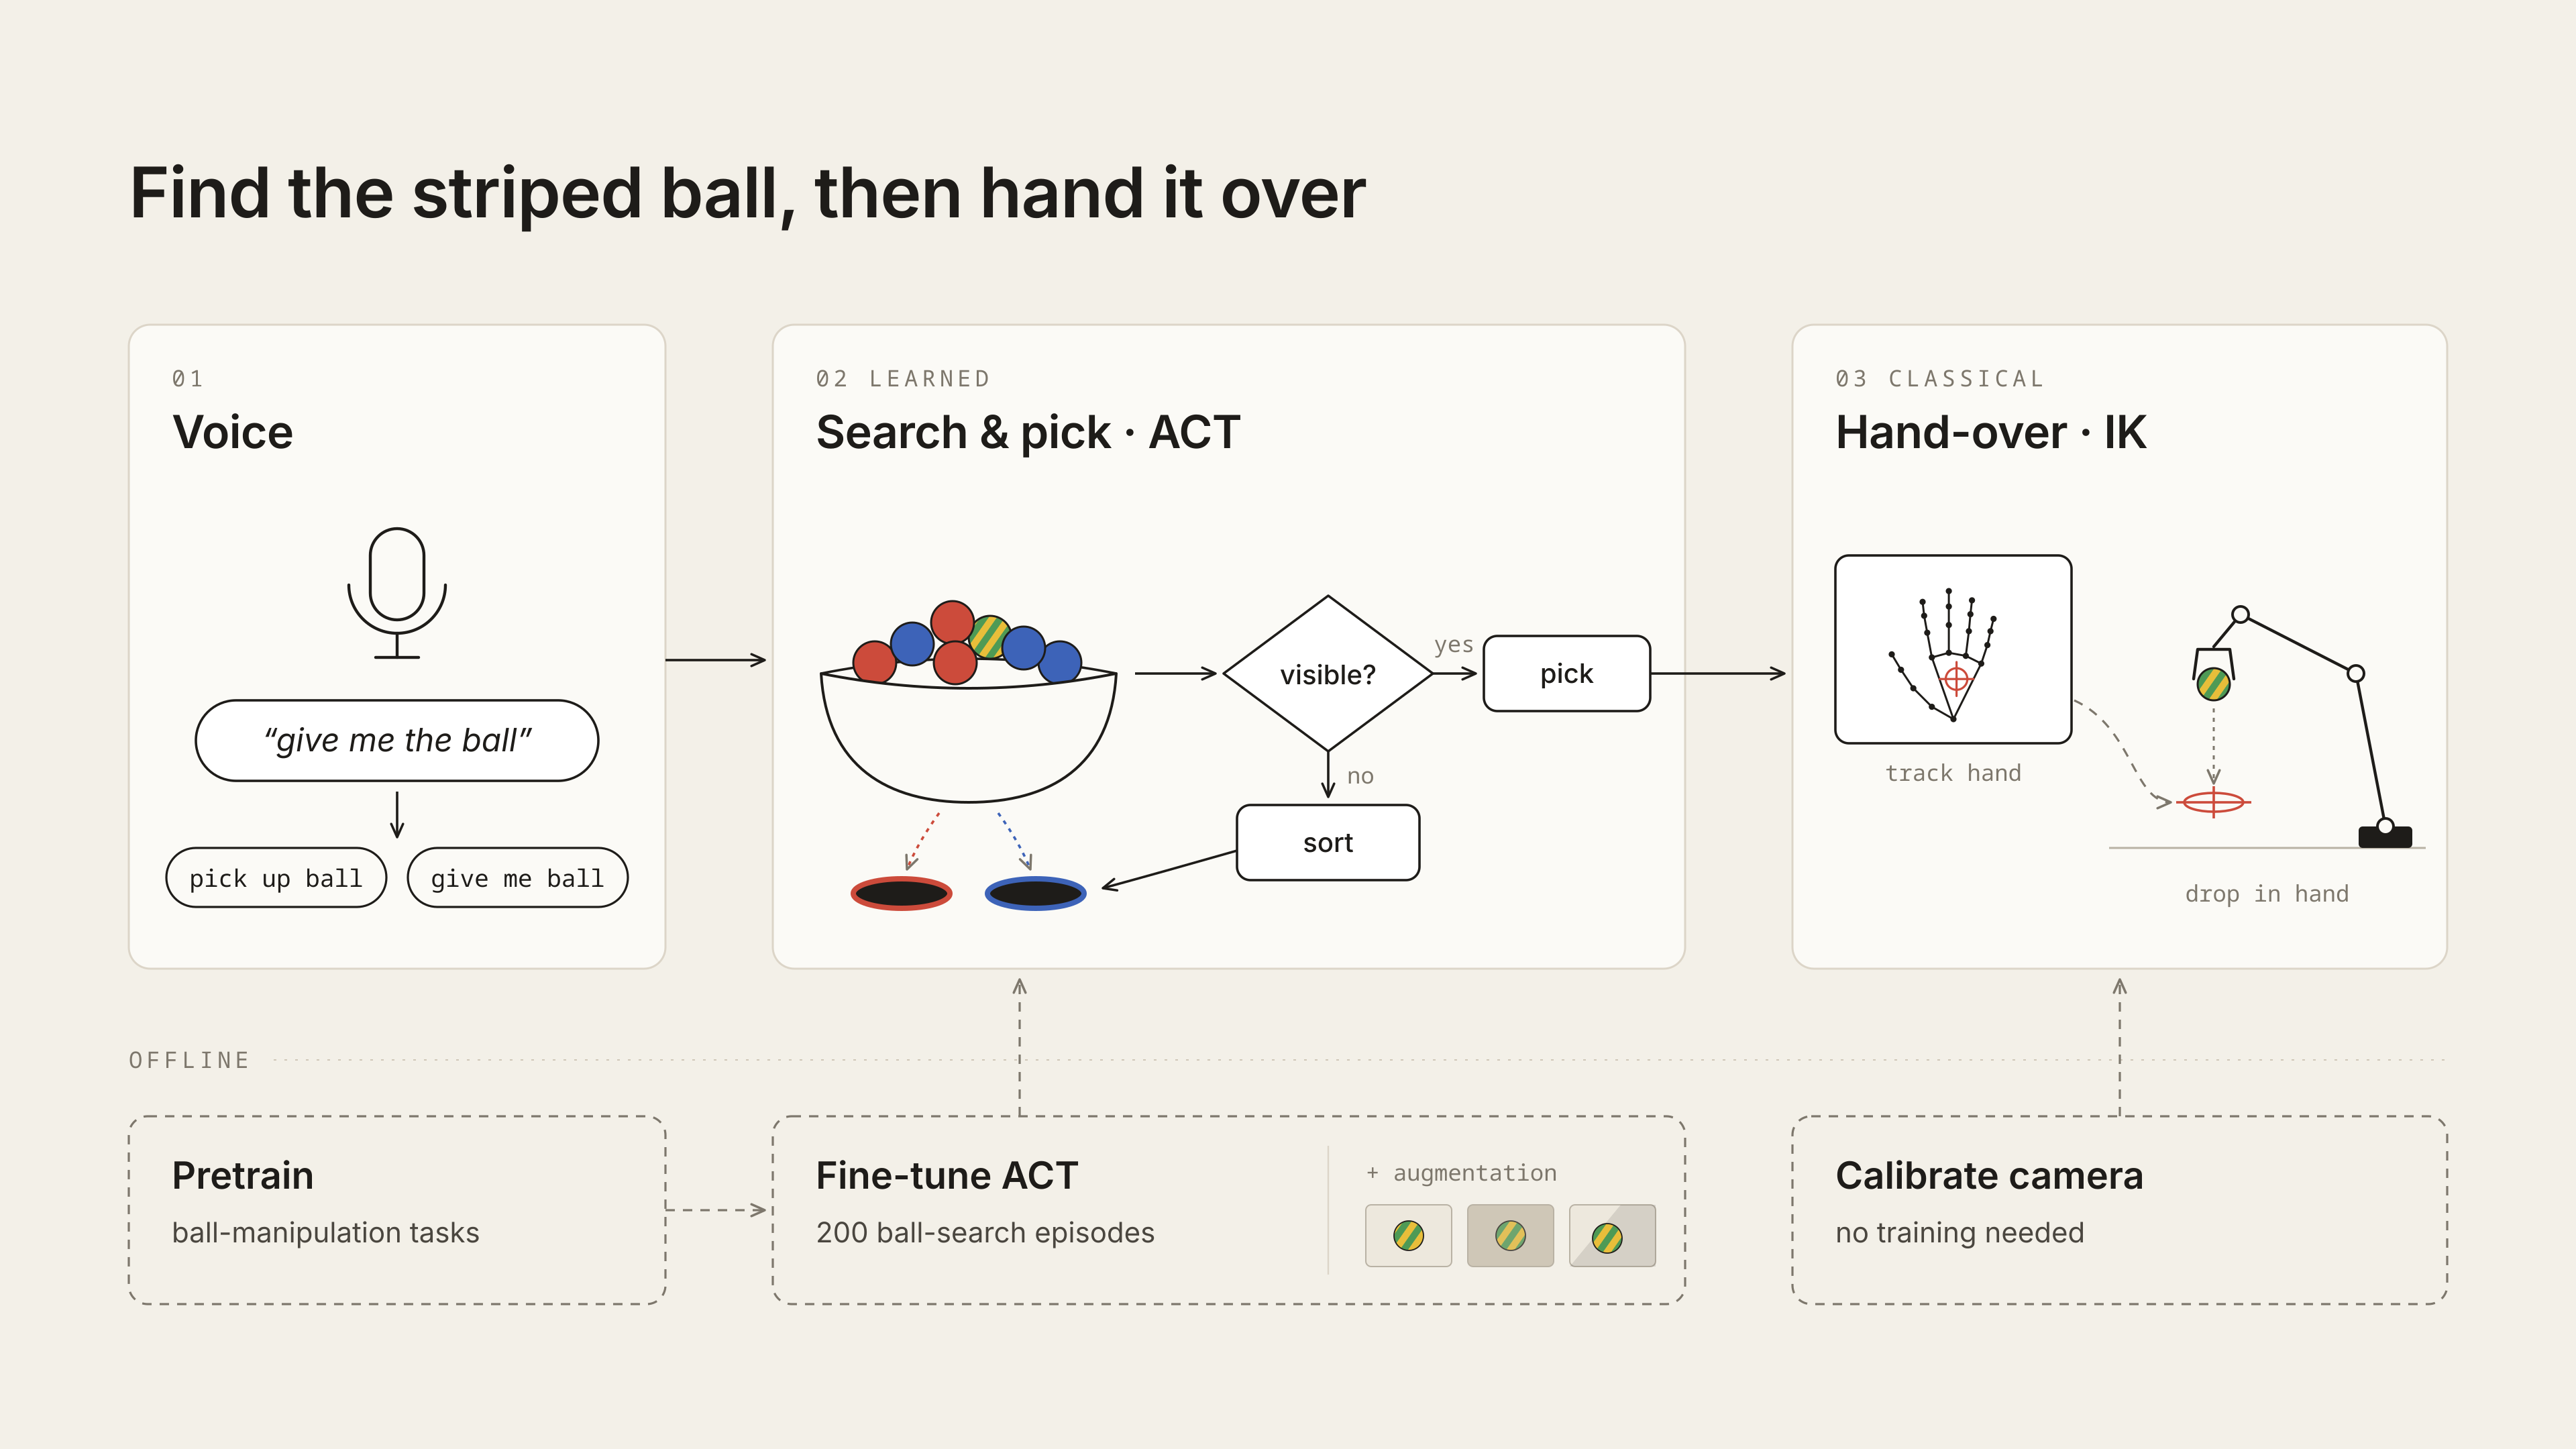 Find the striped ball, then hand it over
01
Voice
“give me the ball”
pick up ball
give me ball
02 LEARNED
Search & pick · ACT
visible?
yes
pick
no
sort
03 CLASSICAL
Hand-over · IK
track hand
drop in hand
OFFLINE
Pretrain
ball-manipulation tasks
Fine-tune ACT
200 ball-search episodes
+ augmentation
Calibrate camera
no training needed